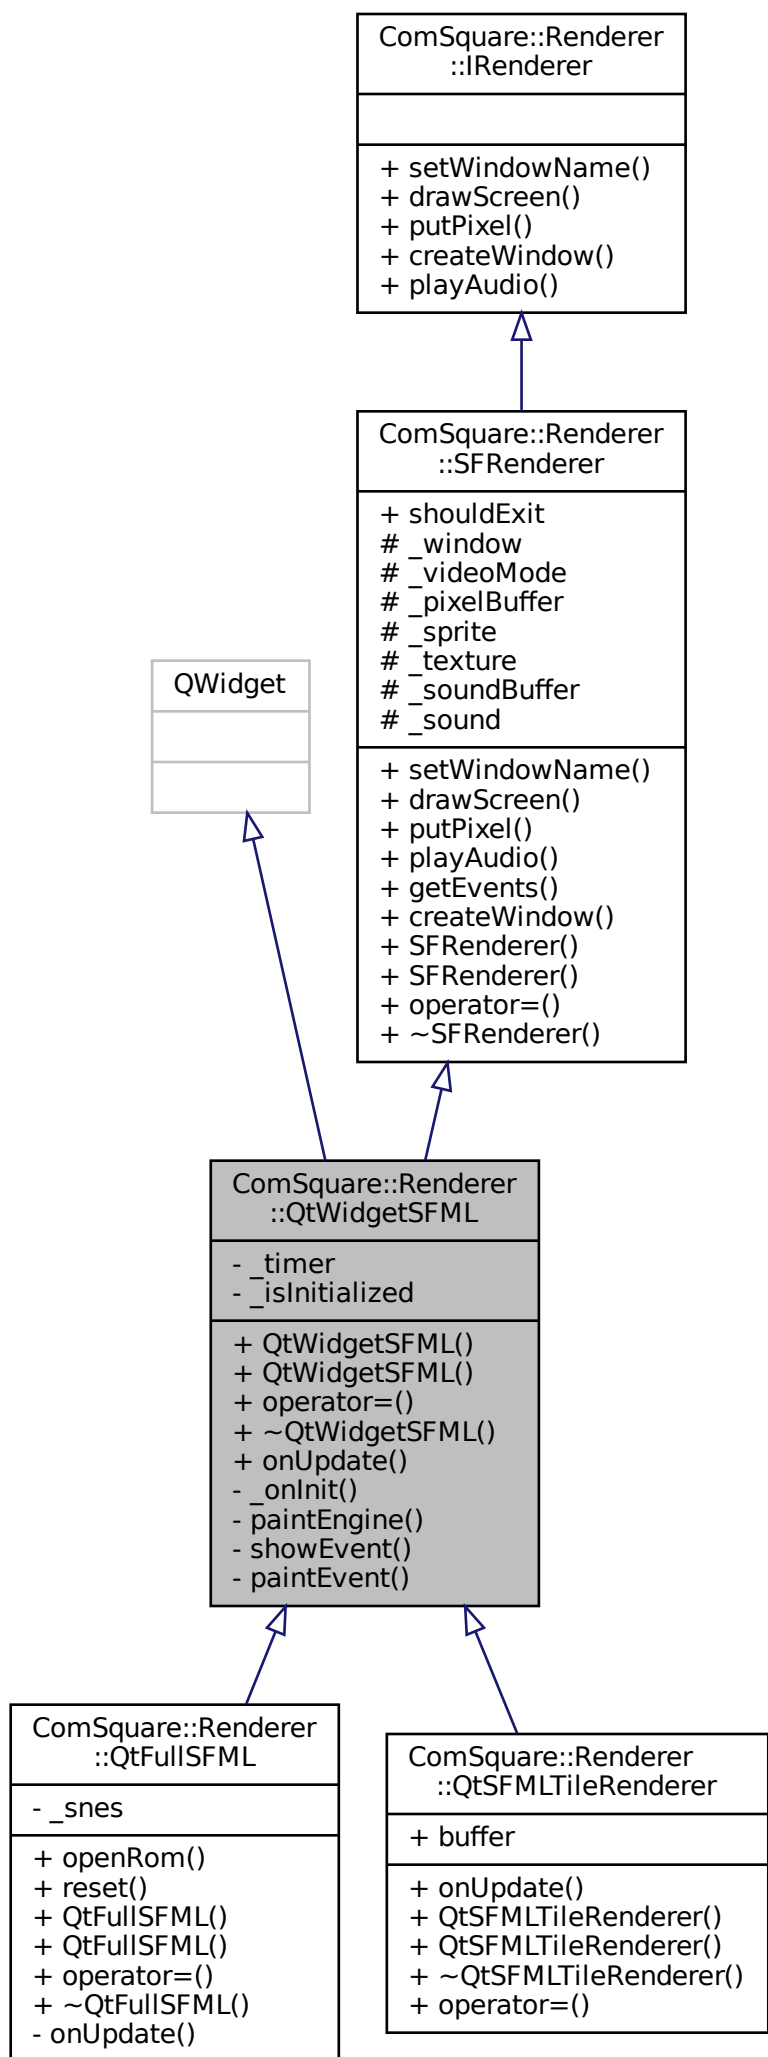 ComSquare::Renderer
::IRenderer
+ setWindowName()
+ drawScreen()
+ putPixel()
+ createWindow()
+ playAudio()
ComSquare::Renderer
::SFRenderer
+ shouldExit
# _window
# _videoMode
# _pixelBuffer
# _sprite
# _texture
# _soundBuffer
# _sound
+ setWindowName()
+ drawScreen()
+ putPixel()
+ playAudio()
+ getEvents()
+ createWindow()
+ SFRenderer()
+ SFRenderer()
+ operator=()
+ ~SFRenderer()
QWidget
ComSquare::Renderer
::QtWidgetSFML
- _timer
- _isInitialized
+ QtWidgetSFML()
+ QtWidgetSFML()
+ operator=()
+ ~QtWidgetSFML()
+ onUpdate()
- _onInit()
- paintEngine()
- showEvent()
- paintEvent()
ComSquare::Renderer
::QtFullSFML
- _snes
+ openRom()
+ reset()
+ QtFullSFML()
+ QtFullSFML()
+ operator=()
+ ~QtFullSFML()
- onUpdate()
ComSquare::Renderer
::QtSFMLTileRenderer
+ buffer
+ onUpdate()
+ QtSFMLTileRenderer()
+ QtSFMLTileRenderer()
+ ~QtSFMLTileRenderer()
+ operator=()